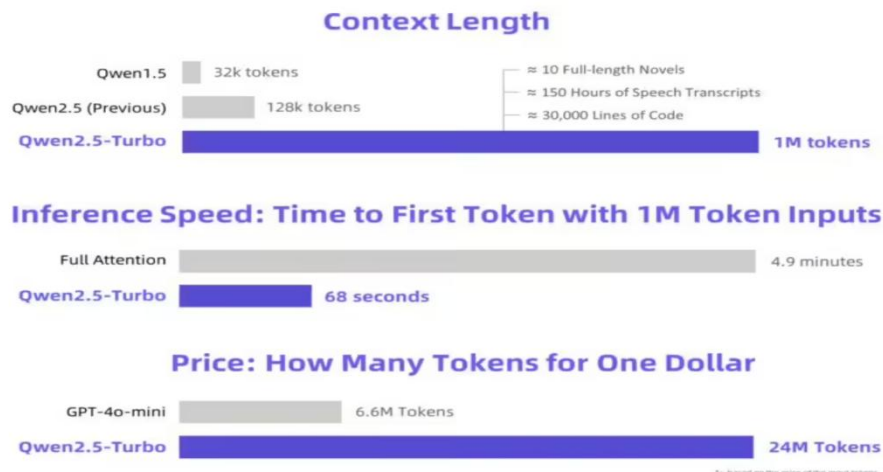 Context Length
Qwen1.5 32k tokens
≈ 10 Full-length Novels
≈ 150 Hours of Speech Transcripts
Qwen2.5 (Previous) 128k tokens
≈ 30,000 Lines of Code
Qwen2.5-Turbo 1M tokens
Inference Speed: Time to First Token with 1M Token Inputs
Full Attention 4.9 minutes
Qwen2.5-Turbo 68 seconds
Price: How Many Tokens for One Dollar
GPT-4o-mini 6.6M Tokens
Qwen2.5-Turbo 24M Tokens